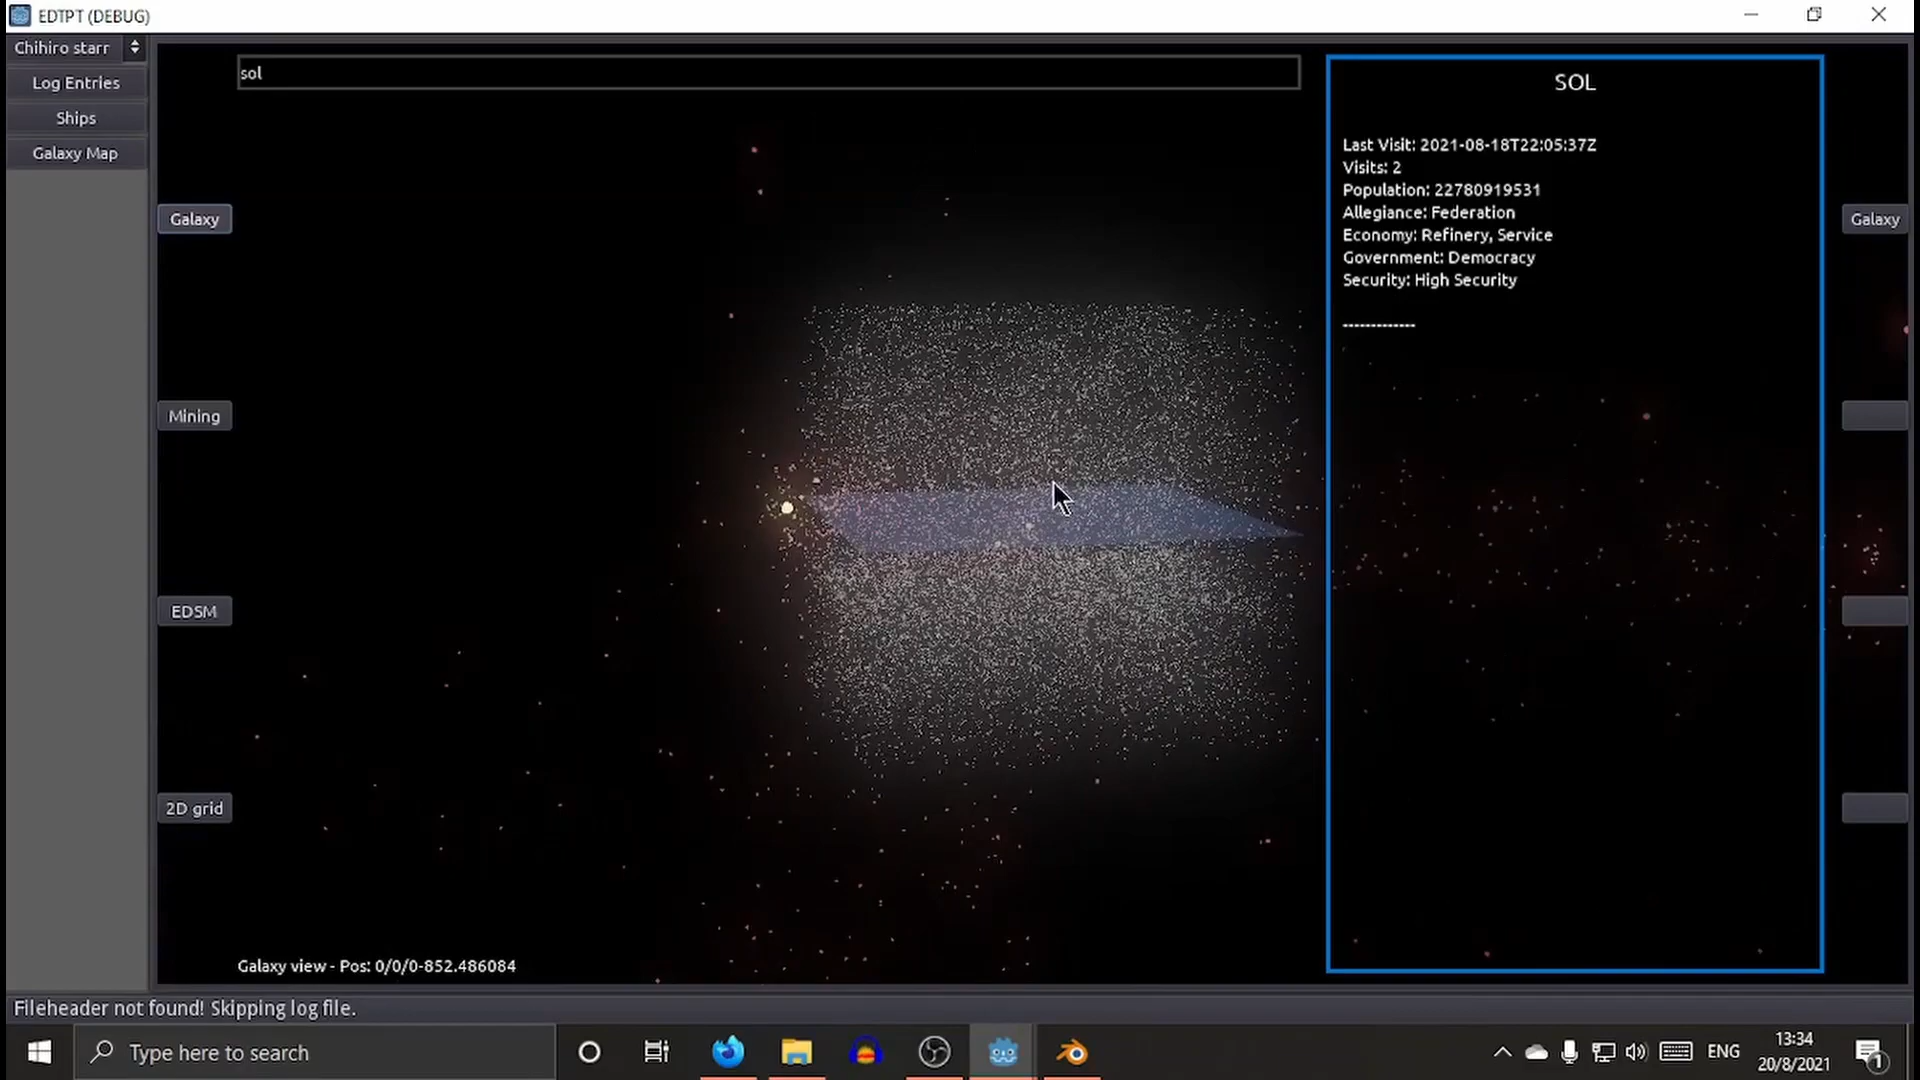 EDTPT (DEBUG)
Chihiro starr
Log Entries
Ships
Galaxy Map
sol
SOL
Last Visit: 2021-08-18T22:05:37Z
Visits: 2
Population: 22780919531
Allegiance: Federation
Economy: Refinery, Service
Government: Democracy
Security: High Security
-------------
Galaxy
Mining
EDSM
2D grid
Galaxy
Galaxy view - Pos: 0/0/0-852.486084
Fileheader not found! Skipping log file.
Type here to search
ENG
13:34
20/8/2021
1